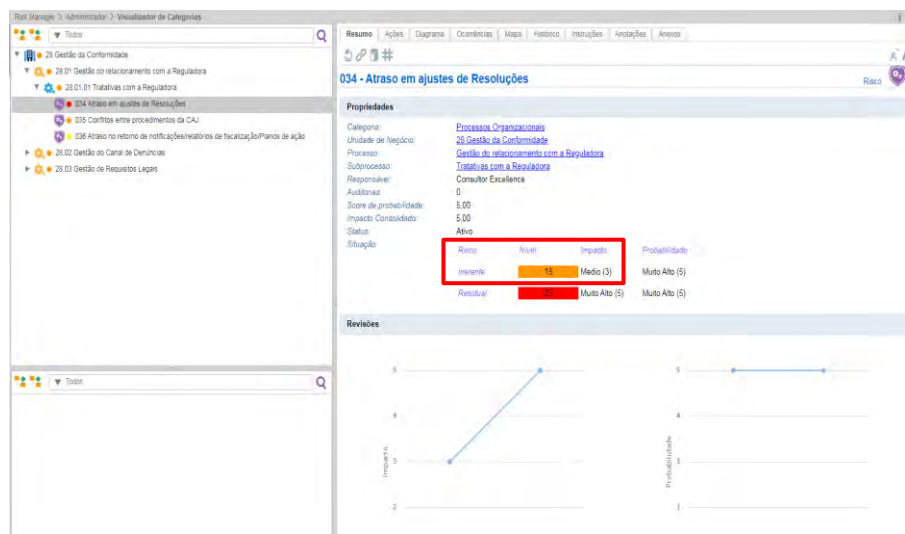 Risk Manager > Administrador > Visualizador de Categorias
Todos
28 Gestão da Conformidade
28.01 Gestão do relacionamento com a Reguladora
28.01.01 Tratativas com a Reguladora
034 Atraso em ajustes de Resoluções
035 Conflitos entre procedimentos da CAJ
036 Atraso no retorno de notificações/relatórios de fiscalização/Planos de ação
28.02 Gestão do Canal de Denúncias
28.03 Gestão de Requisitos Legais
Todos
Resumo Ações Diagrama Ocorrências Mapa Histórico Instruções Anotações Anexos
034 - Atraso em ajustes de Resoluções
Risco
Propriedades
Categoria: Processos Organizacionais
Unidade de Negócio: 28 Gestão da Conformidade
Processo: Gestão do relacionamento com a Reguladora
Subprocesso: Tratativas com a Reguladora
Responsável: Consultor Excellence
Auditorias: 0
Score de probabilidade: 5,00
Impacto Consolidado: 5,00
Status: Ativo
Situação:
Risco Nível Impacto Probabilidade
Inerente 15 Medio (3) Muito Alto (5)
Residual 25 Muito Alto (5) Muito Alto (5)
Revisões
5
4
3
2
Impacto
5
4
3
Probabilidade